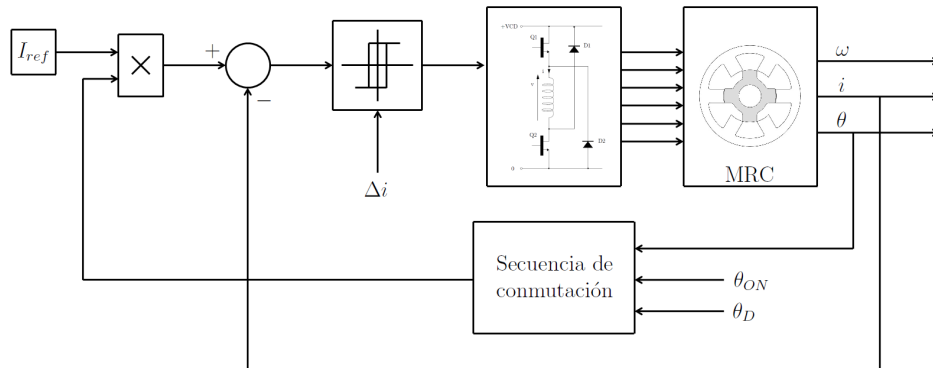 I_ref
×
+
−
Δi
+VCD
Q1
D1
i
v
Q2
D2
0
MRC
ω
i
θ
Secuencia de
conmutación
θ_ON
θ_D